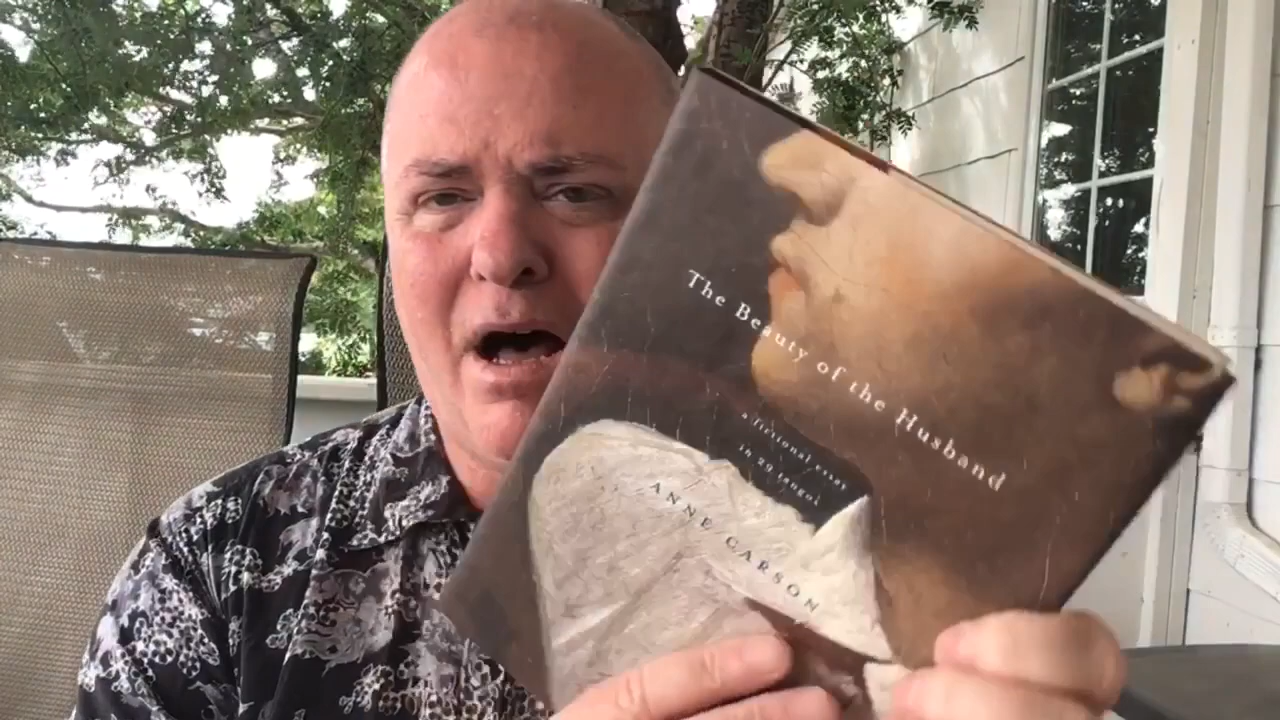 The Beauty of the Husband
a fictional essay
in 29 tangos
ANNE CARSON